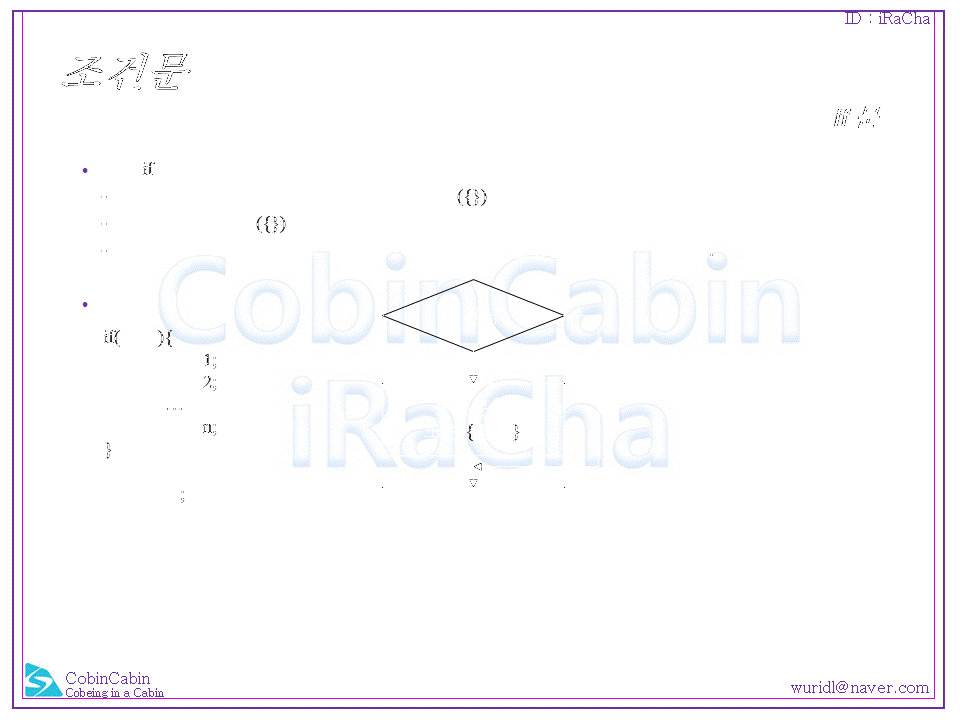 ID : iRaCha
조건문
if 문
• if
({})
({})
•
if( ){
1;
2;
...
n;
}
;
{ }
CobinCabin
iRaCha
CobinCabin
Cobeing in a Cabin
wuridl@naver.com